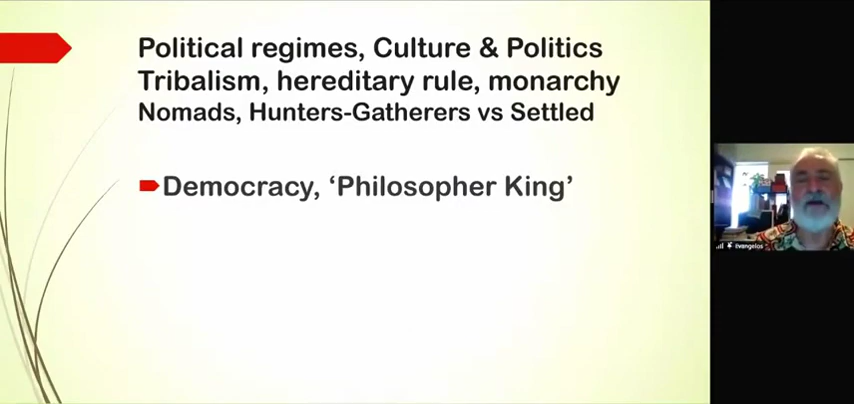 Political regimes, Culture & Politics
Tribalism, hereditary rule, monarchy
Nomads, Hunters-Gatherers vs Settled
Democracy, ‘Philosopher King’
Evangelos